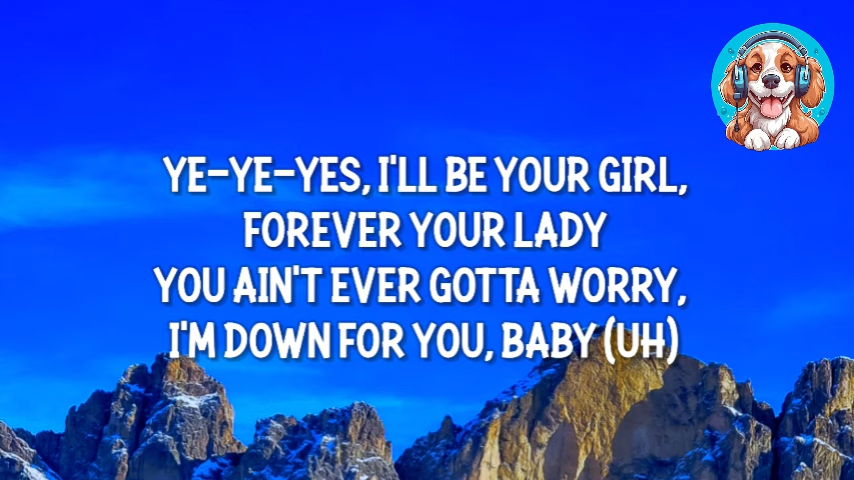 YE-YE-YES, I'LL BE YOUR GIRL,
FOREVER YOUR LADY
YOU AIN'T EVER GOTTA WORRY,
I'M DOWN FOR YOU, BABY (UH)